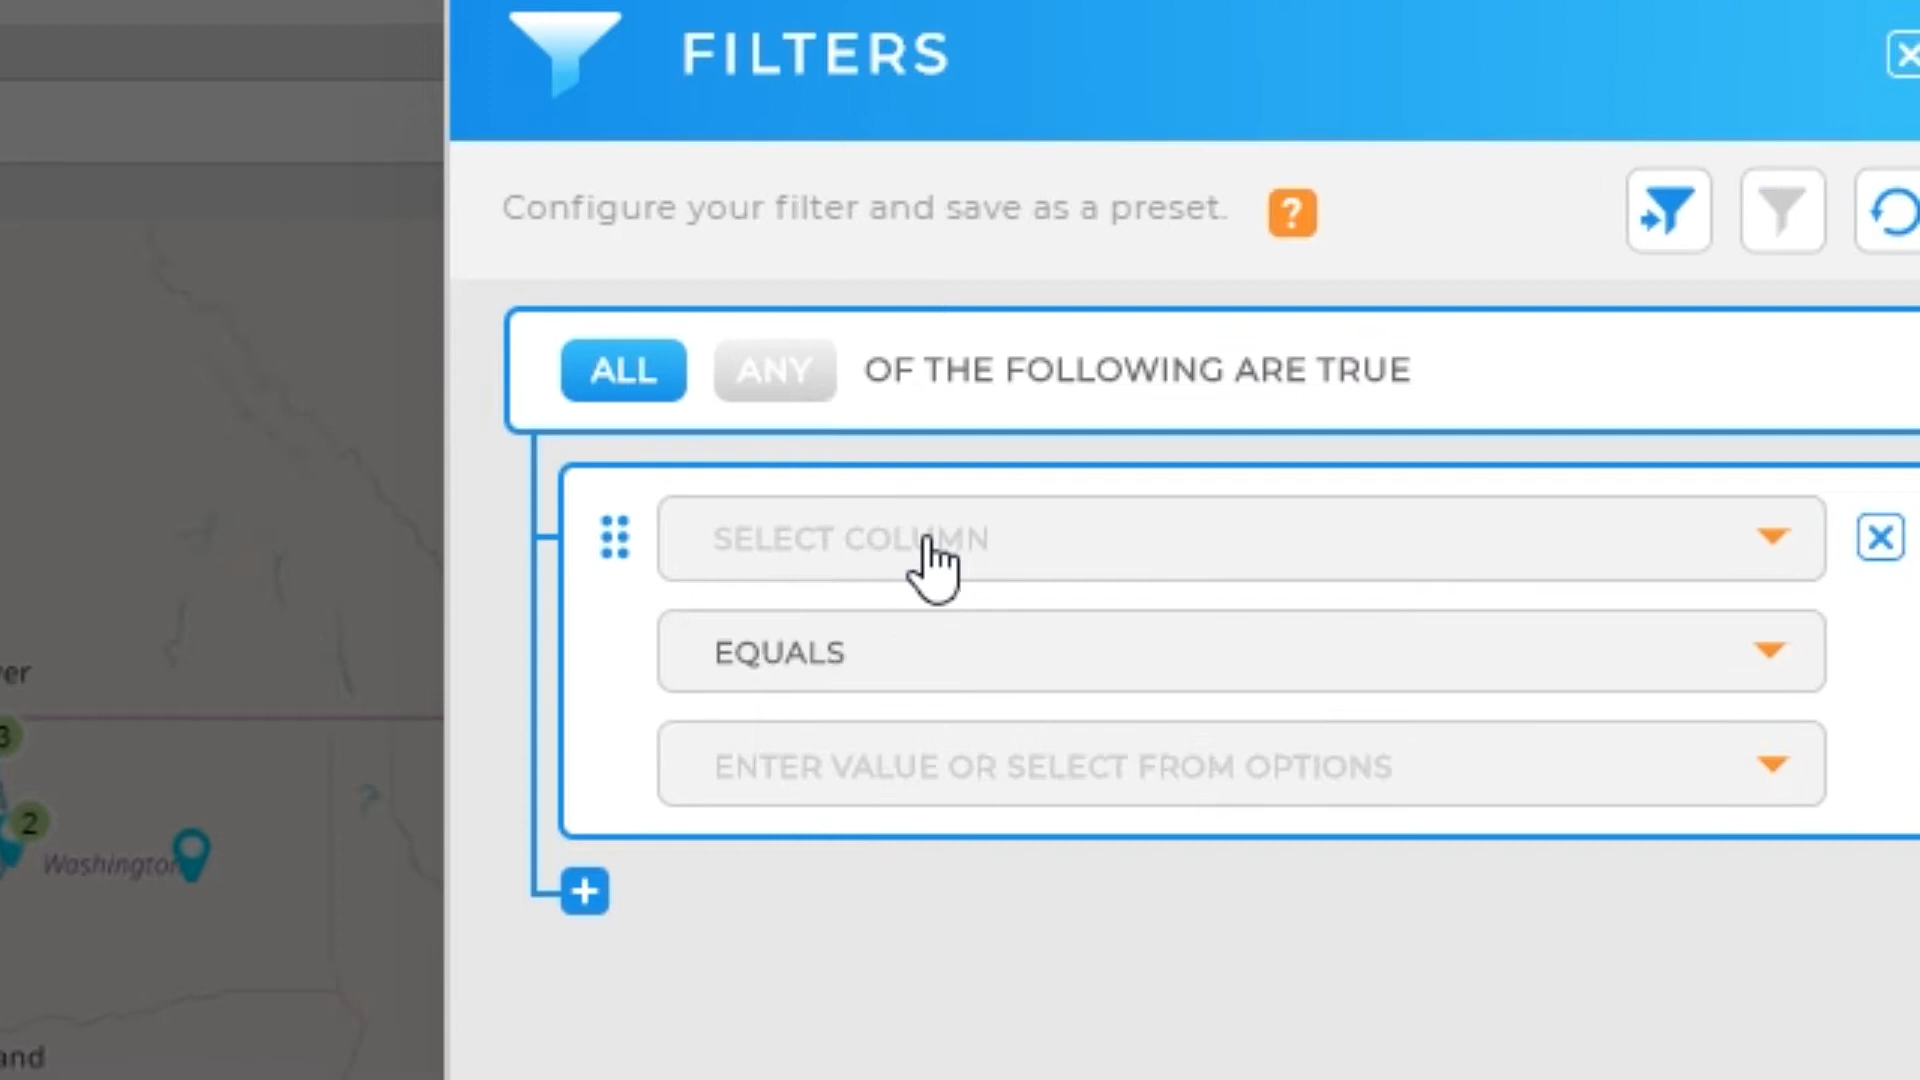 FILTERS
Configure your filter and save as a preset.
?
ALL ANY OF THE FOLLOWING ARE TRUE
SELECT COLUMN
EQUALS
ENTER VALUE OR SELECT FROM OPTIONS
ver
3
2
Washington
?
and